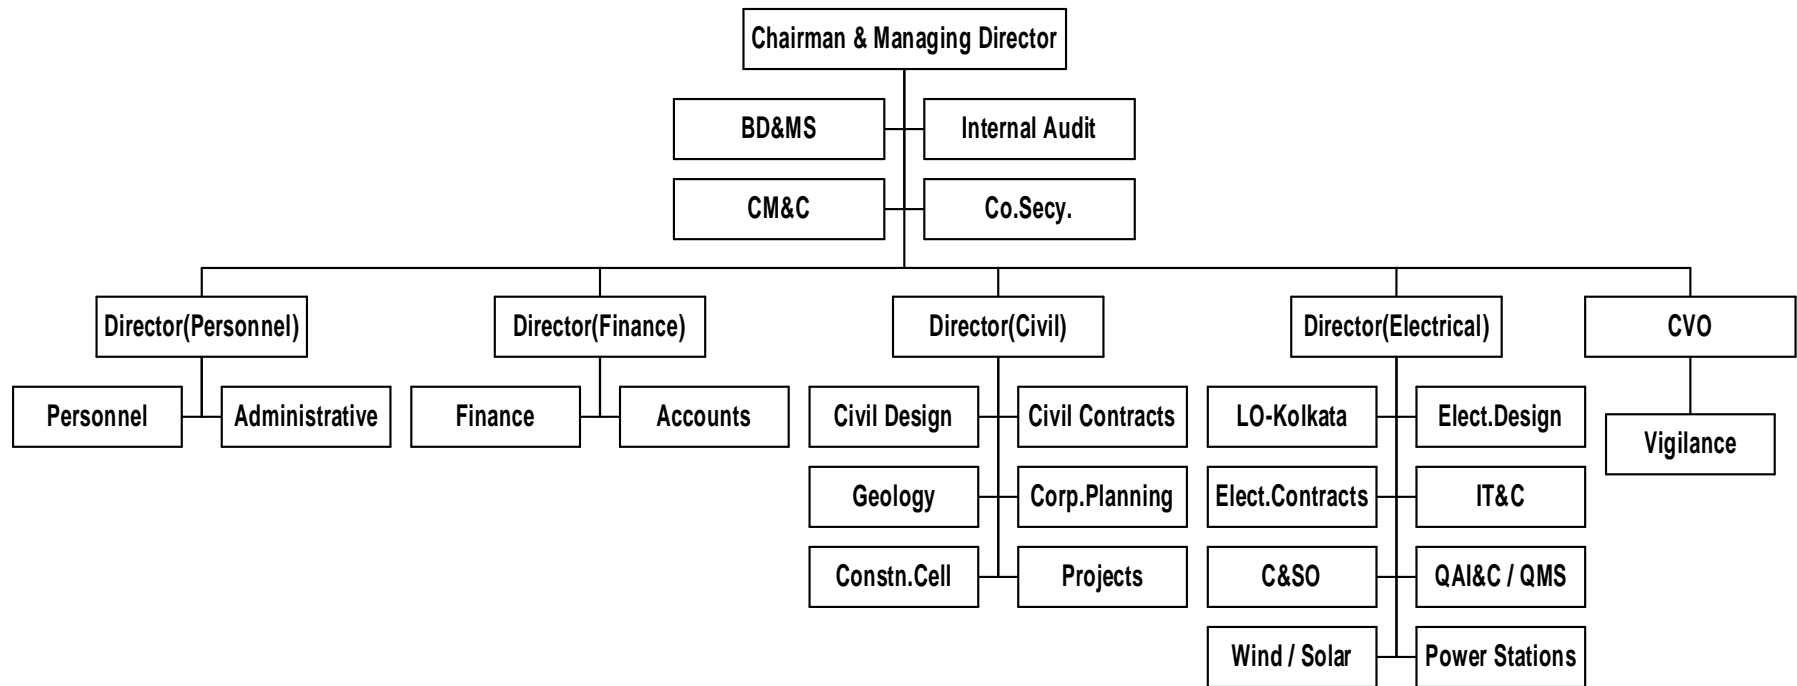 Chairman & Managing Director
BD&MS
Internal Audit
CM&C
Co.Secy.
Director(Personnel)
Director(Finance)
Director(Civil)
Director(Electrical)
CVO
Personnel
Administrative
Finance
Accounts
Civil Design
Civil Contracts
LO-Kolkata
Elect.Design
Vigilance
Geology
Corp.Planning
Elect.Contracts
IT&C
Constn.Cell
Projects
C&SO
QAI&C / QMS
Wind / Solar
Power Stations